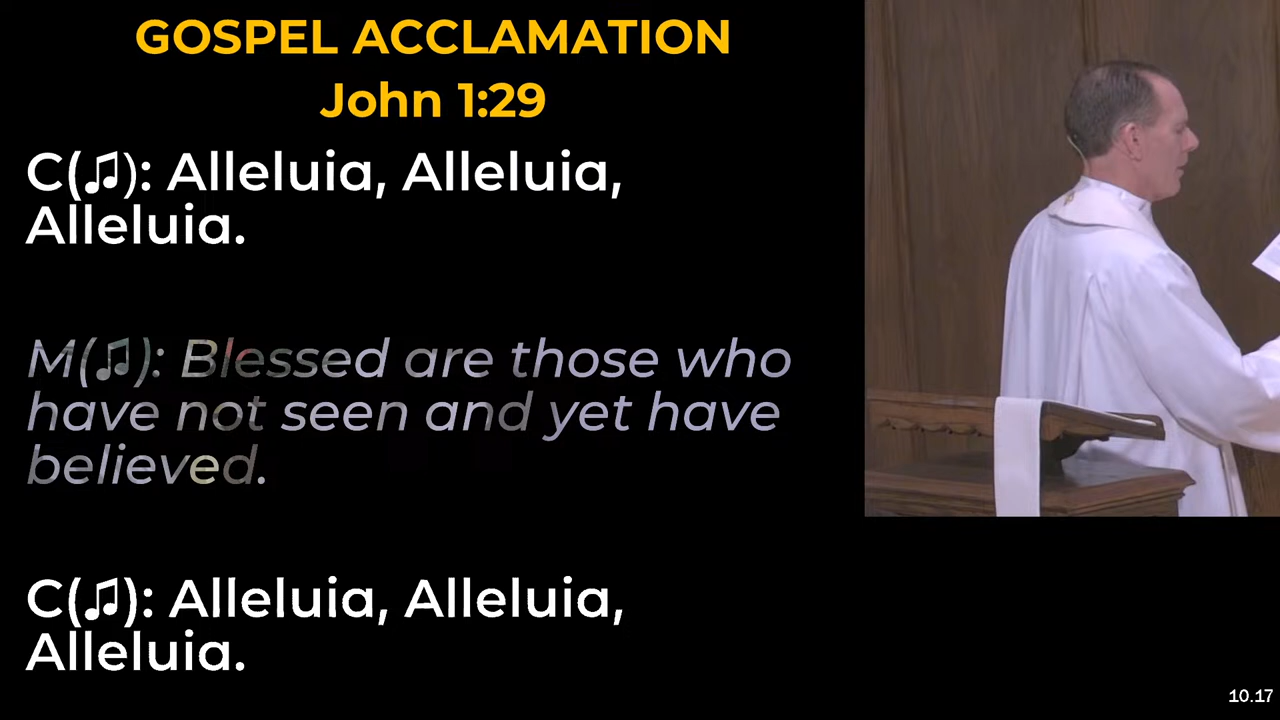 GOSPEL ACCLAMATION
John 1:29
C(♫): Alleluia, Alleluia,
Alleluia.
M(♫): Blessed are those who
have not seen and yet have
believed.
C(♫): Alleluia, Alleluia,
Alleluia.
10.17